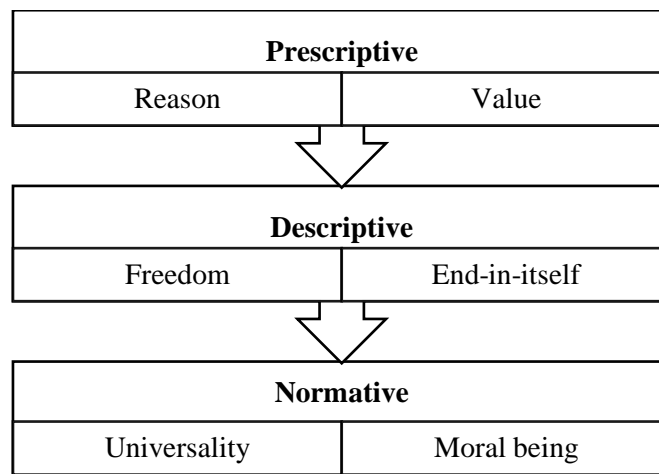 Prescriptive
Reason Value
Descriptive
Freedom End-in-itself
Normative
Universality Moral being